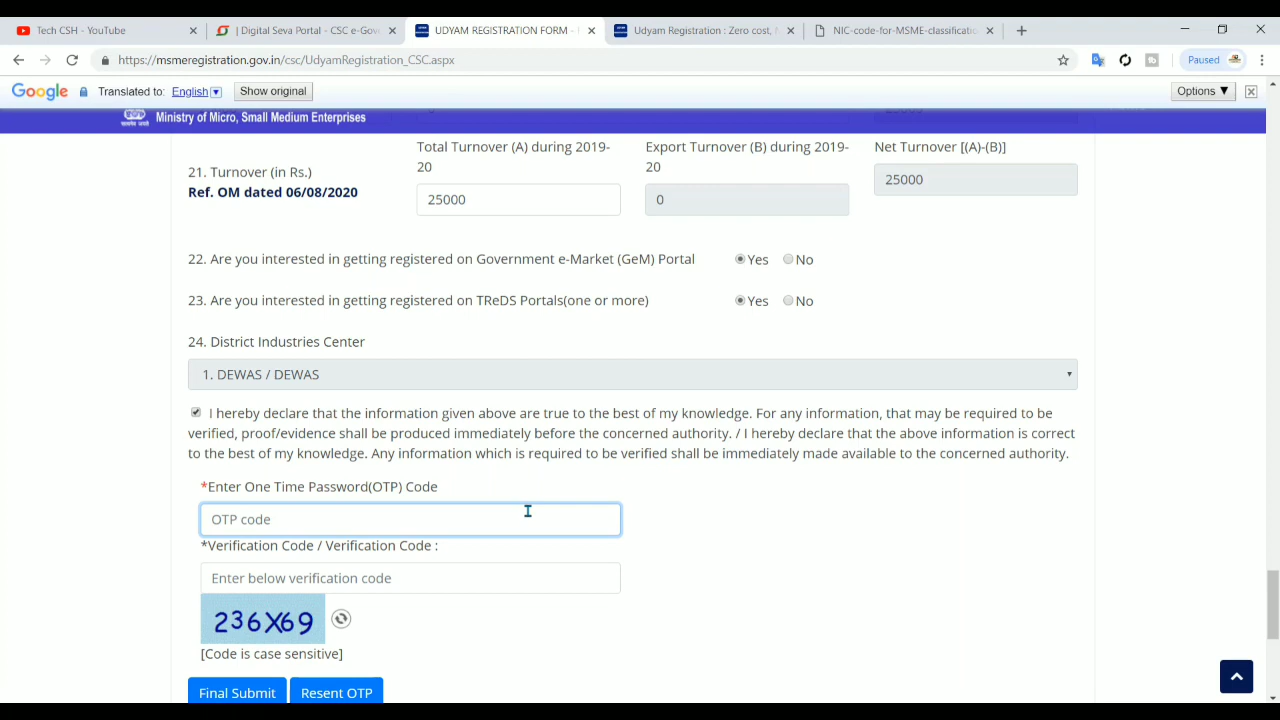 Tech CSH - YouTube
| Digital Seva Portal - CSC e-Gov
UDYAM REGISTRATION FORM -
Udyam Registration : Zero cost,
NIC-code-for-MSME-classificatio
https://msmeregistration.gov.in/csc/UdyamRegistration_CSC.aspx
Paused
Google
Translated to: English
Show original
Options ▼
Ministry of Micro, Small Medium Enterprises
0
25000
21. Turnover (in Rs.)
Ref. OM dated 06/08/2020
Total Turnover (A) during 2019-
20
25000
Export Turnover (B) during 2019-
20
0
Net Turnover [(A)-(B)]
25000
22. Are you interested in getting registered on Government e-Market (GeM) Portal
Yes No
23. Are you interested in getting registered on TReDS Portals(one or more)
Yes No
24. District Industries Center
1. DEWAS / DEWAS
I hereby declare that the information given above are true to the best of my knowledge. For any information, that may be required to be
verified, proof/evidence shall be produced immediately before the concerned authority. / I hereby declare that the above information is correct
to the best of my knowledge. Any information which is required to be verified shall be immediately made available to the concerned authority.
*Enter One Time Password(OTP) Code
OTP code
*Verification Code / Verification Code :
Enter below verification code
236X69
[Code is case sensitive]
Final Submit
Resent OTP